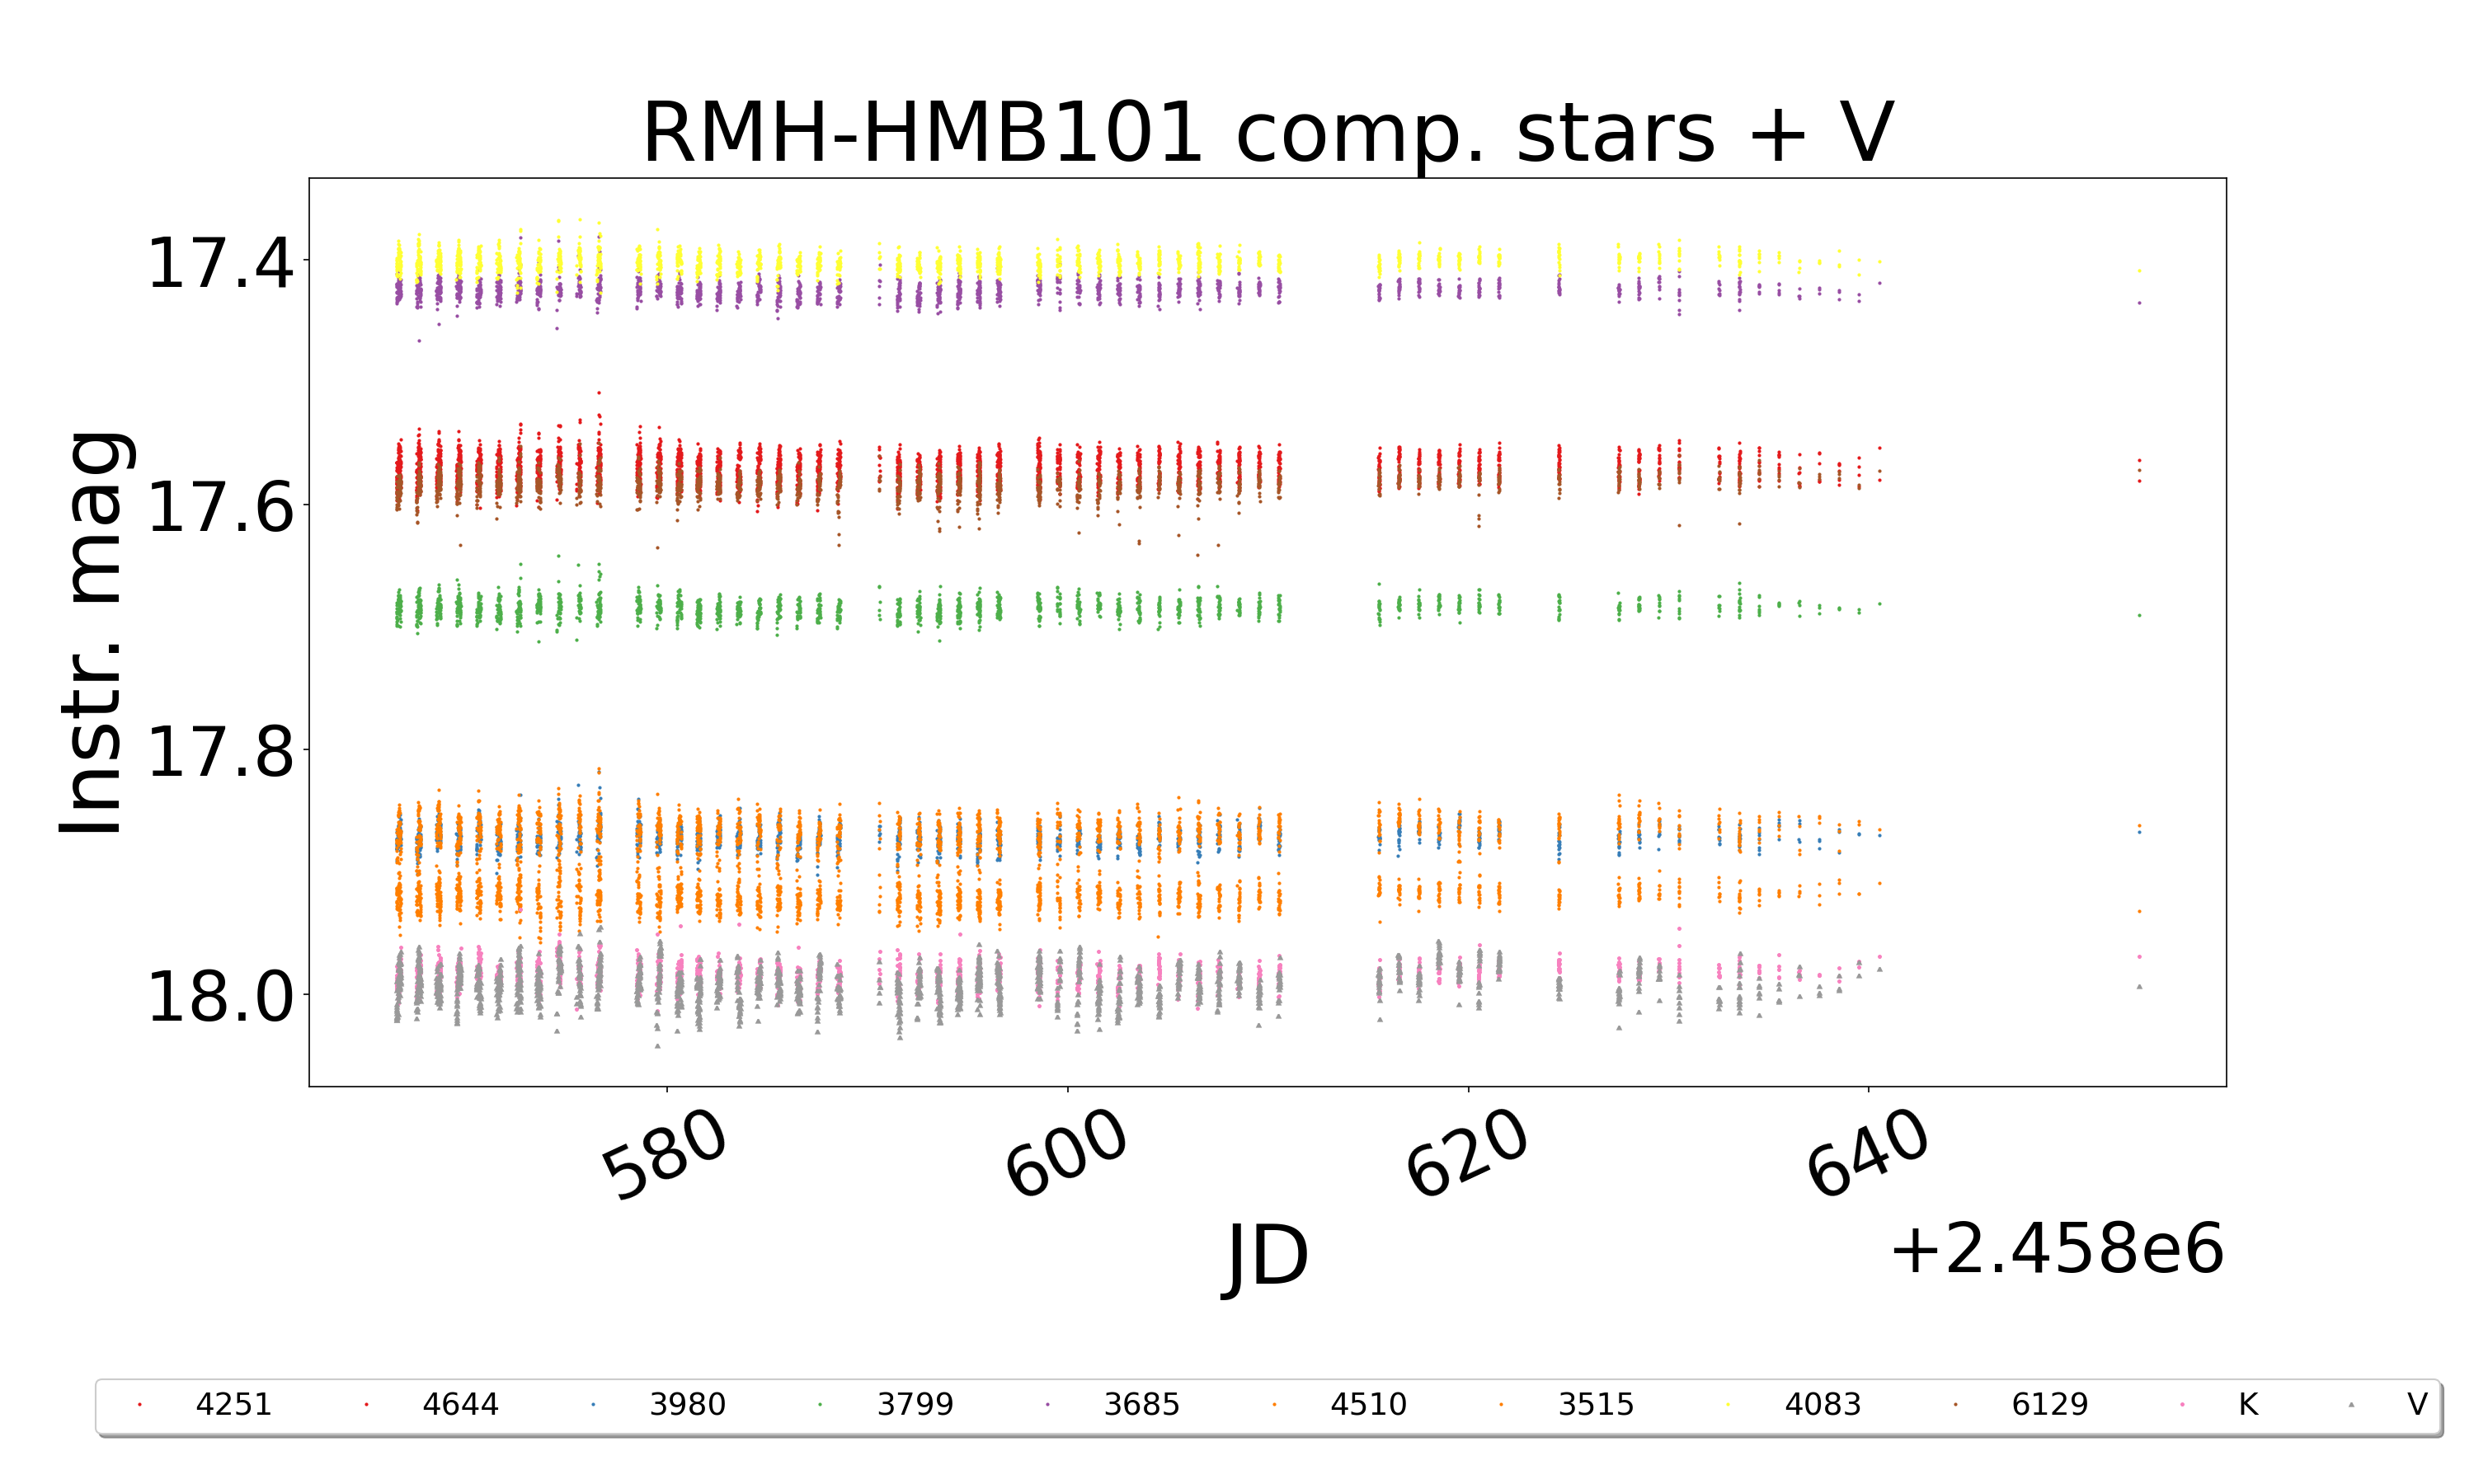 RMH-HMB101 comp. stars + V
Instr. mag
17.4
17.6
17.8
18.0
580 600 620 640
JD
+2.458e6
4251 4644 3980 3799 3685 4510 3515 4083 6129 K V